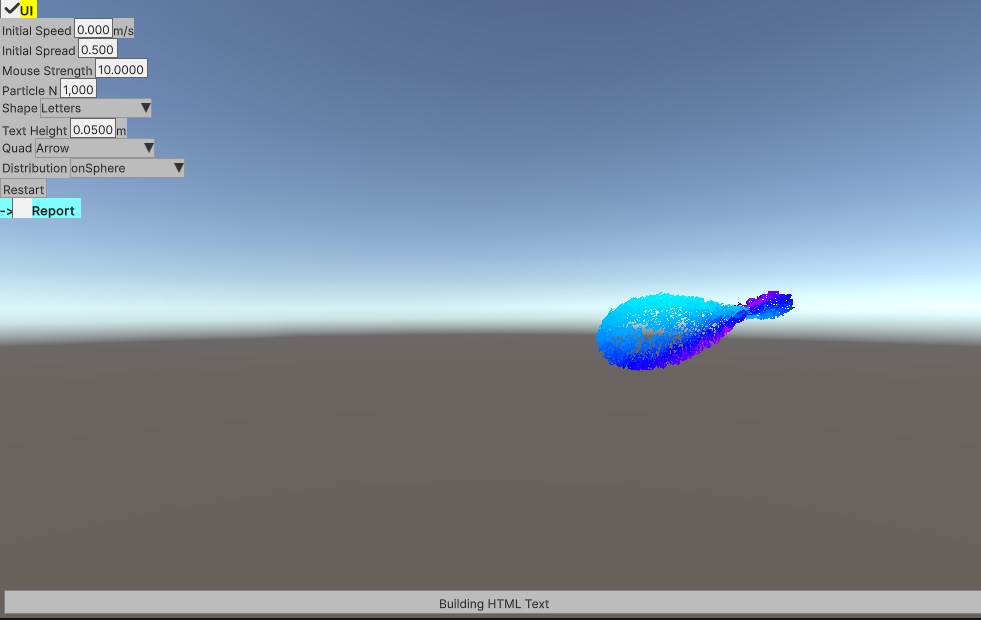 UI
Initial Speed 0.000 m/s
Initial Spread 0.500
Mouse Strength 10.0000
Particle N 1,000
Shape Letters
Text Height 0.0500 m
Quad Arrow
Distribution onSphere
Restart
-> Report
Building HTML Text